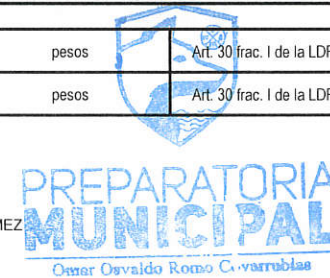 pesos Art. 30 frac. I de la LDF
pesos Art. 30 frac. I de la LDF
PREPARATORIA
MEZ MUNICIPAL
Omar Osvaldo Romo Covarrubias